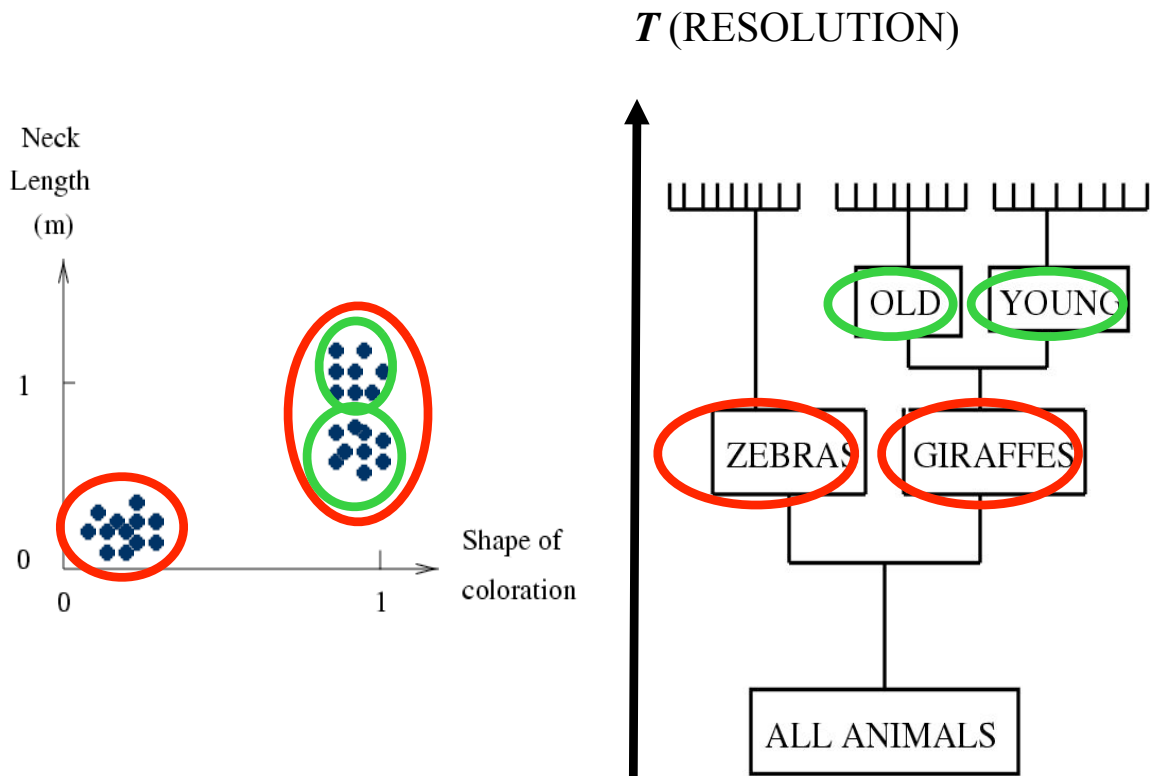 T (RESOLUTION)
Neck
Length
(m)
1
0
0
1
Shape of
coloration
OLD
YOUNG
ZEBRAS
GIRAFFES
ALL ANIMALS